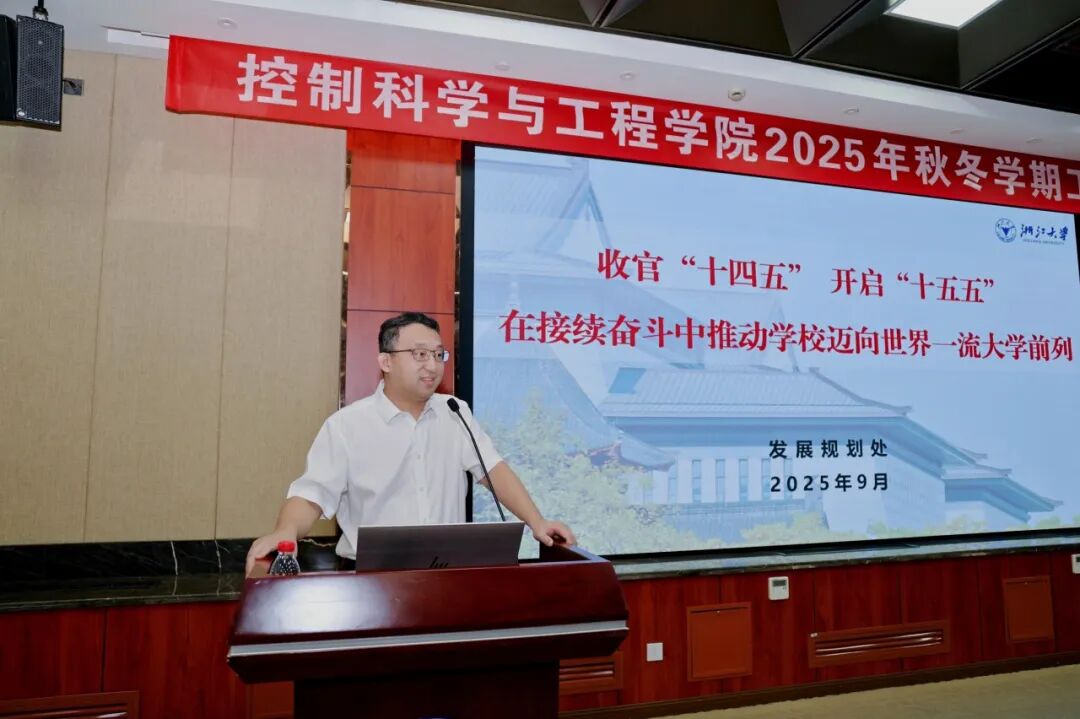 控制科学与工程学院2025年秋冬学期工
浙江大学
ZHEJIANG UNIVERSITY
收官“十四五” 开启“十五五”
在接续奋斗中推动学校迈向世界一流大学前列
发展规划处
2025年9月
hp